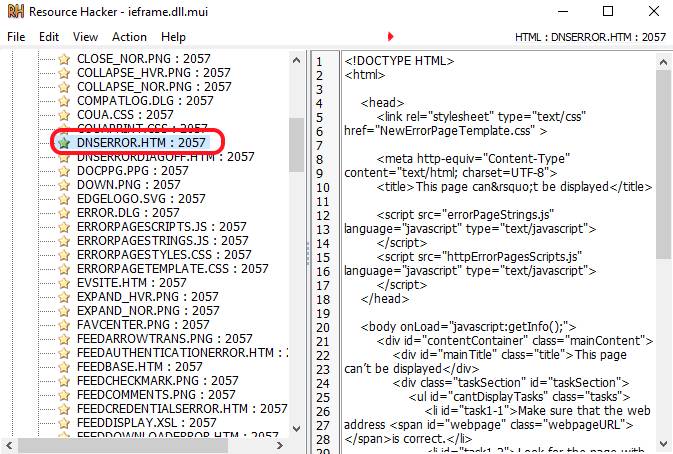 Resource Hacker - ieframe.dll.mui
File Edit View Action Help
HTML : DNSERROR.HTM : 2057
CLOSE_NOR.PNG : 2057
COLLAPSE_HVR.PNG : 2057
COLLAPSE_NOR.PNG : 2057
COMPATLOG.DLG : 2057
COUA.CSS : 2057
COUAPRINT.CSS : 2057
DNSERROR.HTM : 2057
DNSERRORDIAGOFF.HTM : 2057
DOCPPG.PPG : 2057
DOWN.PNG : 2057
EDGELOGO.SVG : 2057
ERROR.DLG : 2057
ERRORPAGESCRIPTS.JS : 2057
ERRORPAGESTRINGS.JS : 2057
ERRORPAGESTYLES.CSS : 2057
ERRORPAGETEMPLATE.CSS : 2057
EVSITE.HTM : 2057
EXPAND_HVR.PNG : 2057
EXPAND_NOR.PNG : 2057
FAVCENTER.PNG : 2057
FEEDARROWTRANS.PNG : 2057
FEEDAUTHENTICATIONERROR.HTM :
FEEDBASE.HTM : 2057
FEEDCHECKMARK.PNG : 2057
FEEDCOMMENTS.PNG : 2057
FEEDCREDENTIALSERROR.HTM : 205
FEEDDISPLAY.XSL : 2057
FEEDDOWNLOADERROR.HTM : 2057
1 <!DOCTYPE HTML>
2 <html>
3
4 <head>
5 <link rel="stylesheet" type="text/css"
6 href="NewErrorPageTemplate.css" >
7
8 <meta http-equiv="Content-Type"
9 content="text/html; charset=UTF-8">
10 <title>This page can&rsquo;t be displayed</title>
11
12 <script src="errorPageStrings.js"
13 language="javascript" type="text/javascript">
14 </script>
15 <script src="httpErrorPagesScripts.js"
16 language="javascript" type="text/javascript">
17 </script>
18 </head>
19
20 <body onLoad="javascript:getInfo();">
21 <div id="contentContainer" class="mainContent">
22 <div id="mainTitle" class="title">This page
23 can’t be displayed</div>
24 <div class="taskSection" id="taskSection">
25 <ul id="cantDisplayTasks" class="tasks">
26 <li id="task1-1">Make sure that the web
27 address <span id="webpage" class="webpageURL">
28 </span>is correct.</li>
29 <li id="task1-2">Look for the page with